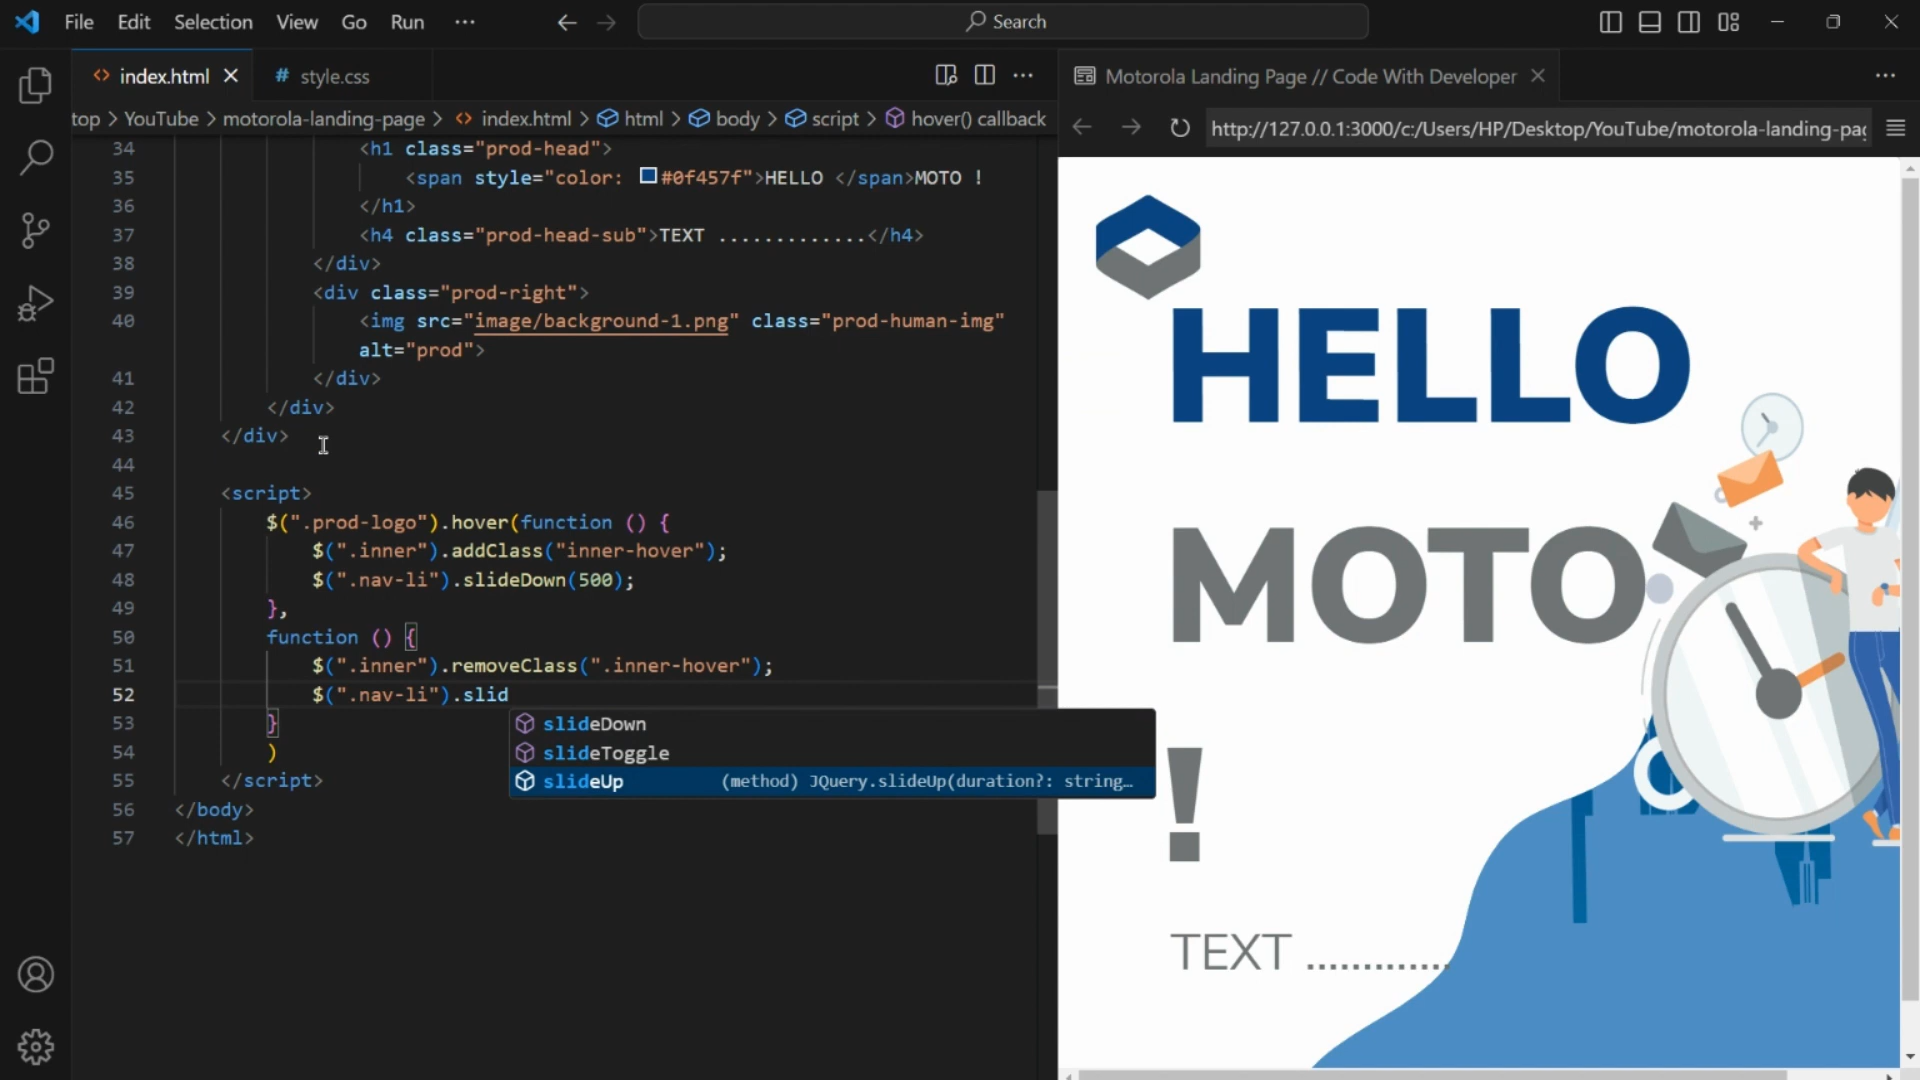 File Edit Selection View Go Run ... Search
index.html style.css
top > YouTube > motorola-landing-page > index.html > html > body > script > hover() callback
34 <h1 class="prod-head">
35 <span style="color: #0f457f">HELLO </span>MOTO !
36 </h1>
37 <h4 class="prod-head-sub">TEXT .............</h4>
38 </div>
39 <div class="prod-right">
40 <img src="image/background-1.png" class="prod-human-img"
alt="prod">
41 </div>
42 </div>
43 </div>
44
45 <script>
46 $(".prod-logo").hover(function () {
47 $(".inner").addClass("inner-hover");
48 $(".nav-li").slideDown(500);
49 },
50 function () {
51 $(".inner").removeClass(".inner-hover");
52 $(".nav-li").slid
53 }
54 )
55 </script>
56 </body>
57 </html>
slideDown
slideToggle
slideUp (method) JQuery.slideUp(duration?: string…
Motorola Landing Page // Code With Developer
http://127.0.0.1:3000/c:/Users/HP/Desktop/YouTube/motorola-landing-pag
HELLO
MOTO
!
TEXT .............